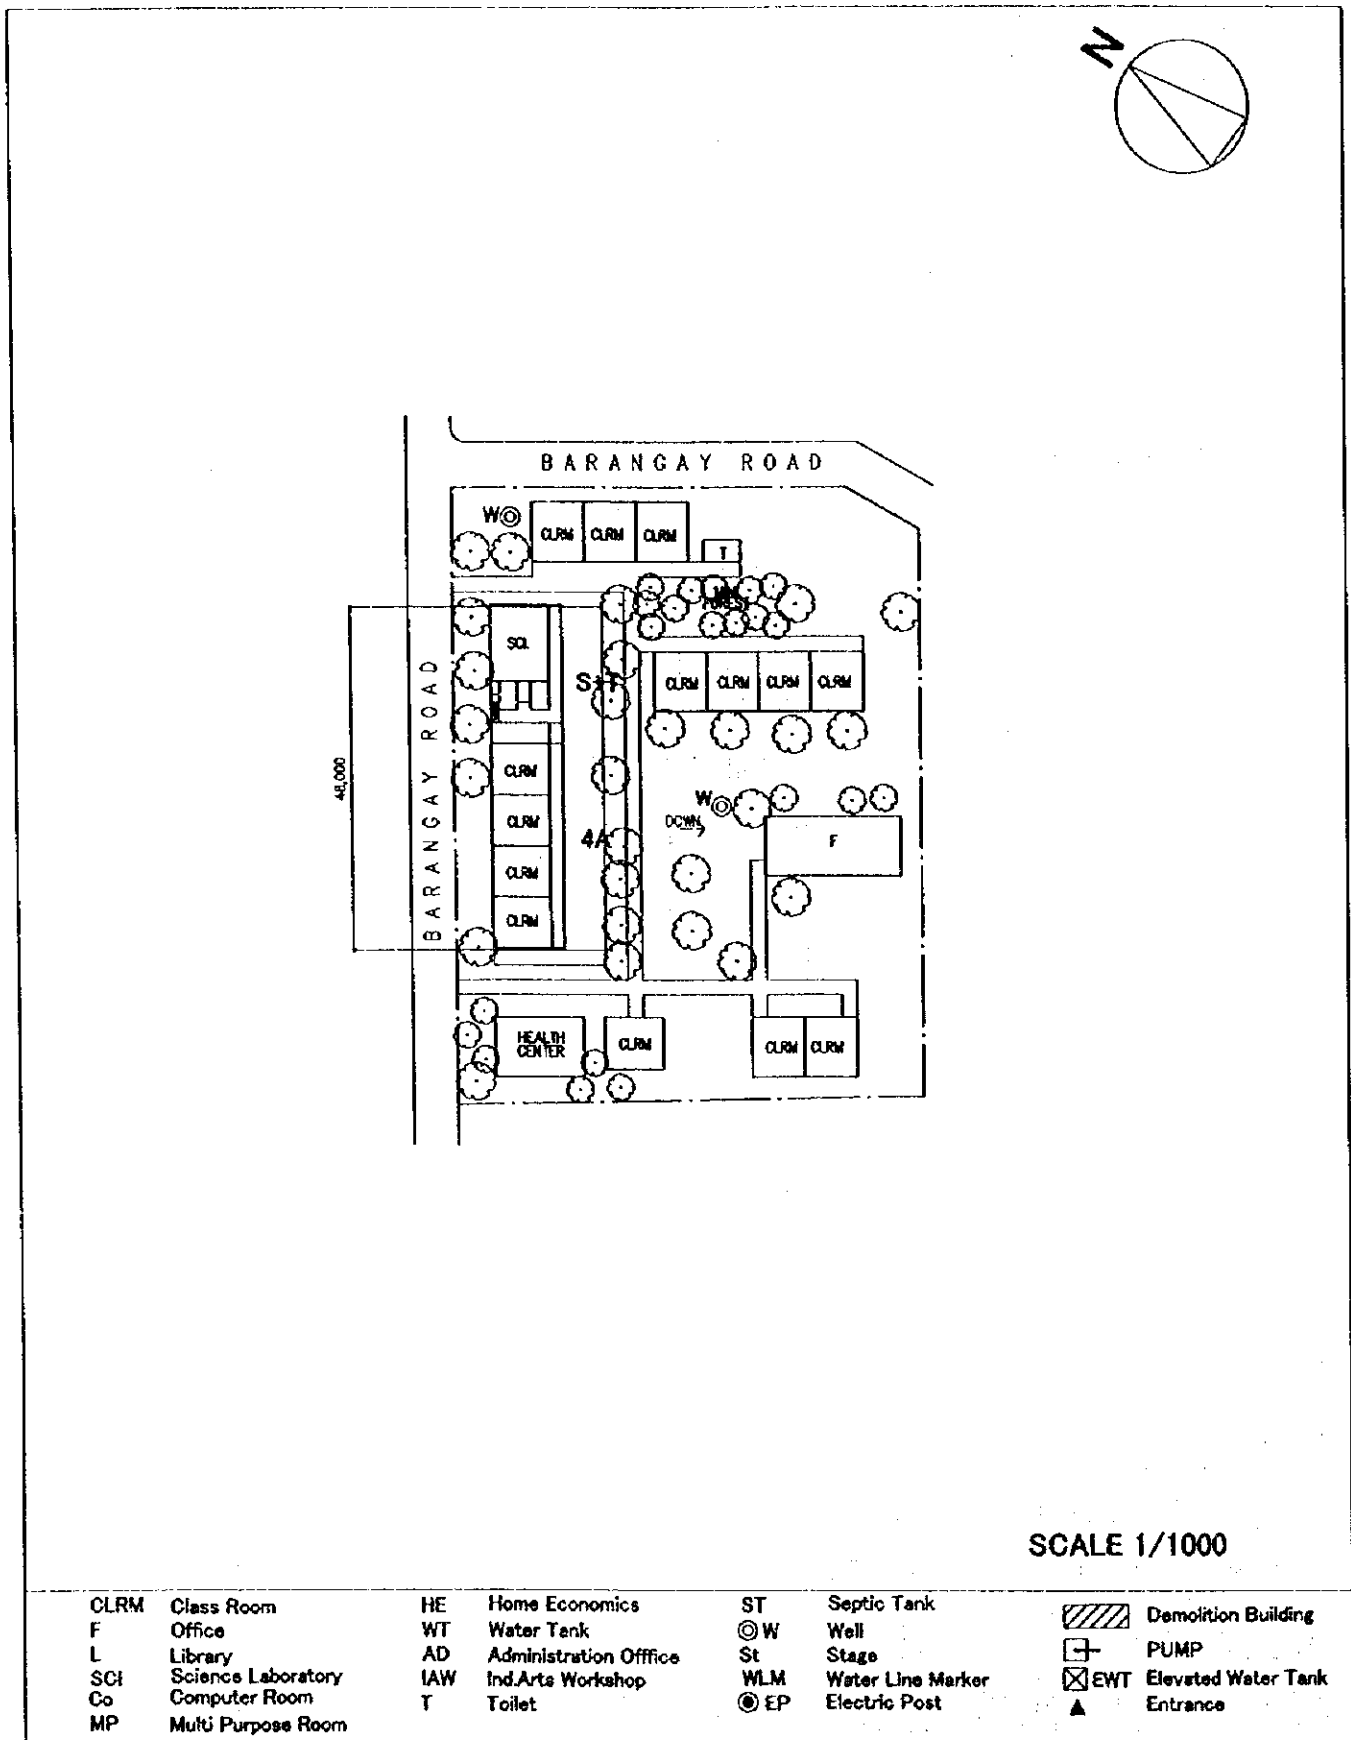 N
BARANGAY ROAD
W
CLRM CLRM CLRM
T
SCI.
S+T
CLRM CLRM CLRM CLRM
BARANGAY ROAD
48,000
CLRM
W
DOWN
CLRM
4A
F
CLRM
CLRM
HEALTH
CENTER
CLRM
CLRM CLRM
SCALE 1/1000
CLRM Class Room
F Office
L Library
SCI Science Laboratory
Co Computer Room
MP Multi Purpose Room
HE Home Economics
WT Water Tank
AD Administration Offfice
IAW Ind.Arts Workshop
T Toilet
ST Septic Tank
W Well
St Stage
WLM Water Line Marker
EP Electric Post
Demolition Building
PUMP
EWT Elevated Water Tank
Entrance